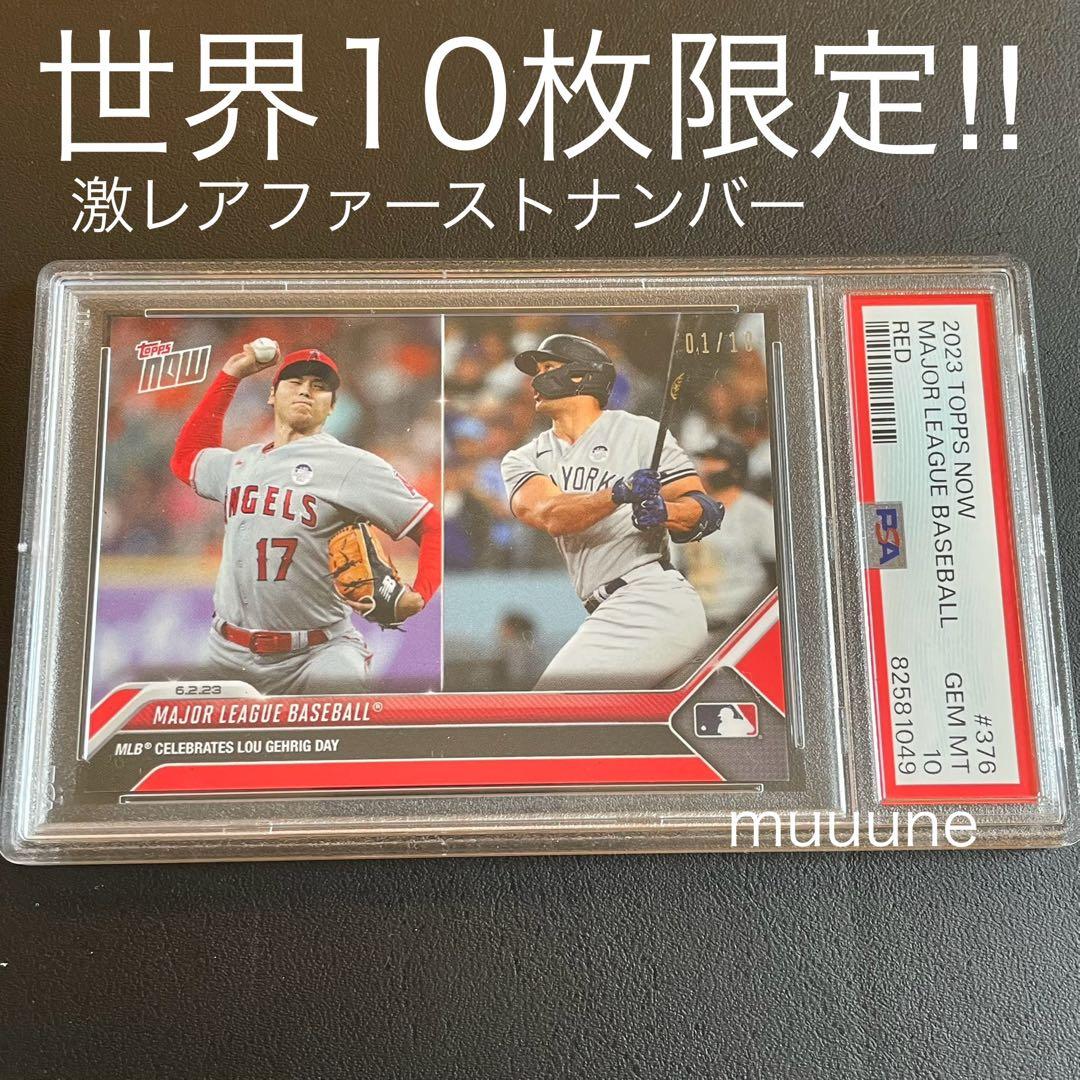 世界10枚限定!!
激レアファーストナンバー
topps
NOW
01/10
ANGELS
17
YORK
6.2.23
MAJOR LEAGUE BASEBALL®
MLB® CELEBRATES LOU GEHRIG DAY
2023 TOPPS NOW #376
MAJOR LEAGUE BASEBALL GEM MT
RED 10
PSA
82581049
muuune